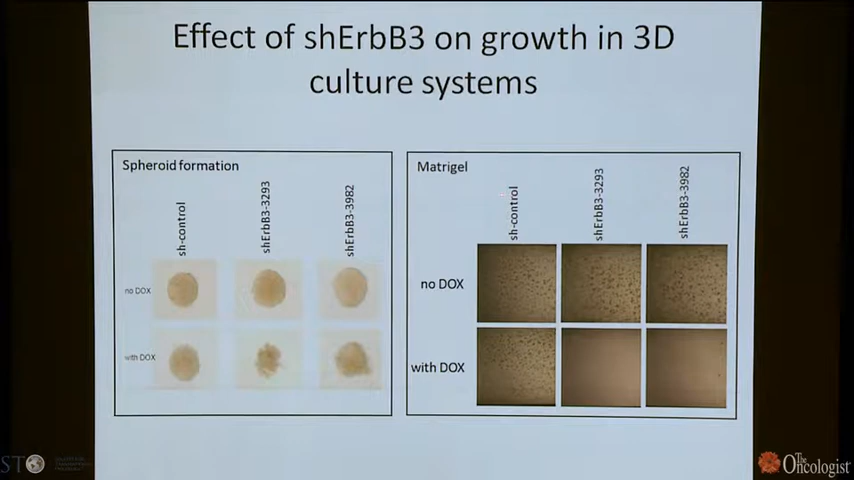 Effect of shErbB3 on growth in 3D
culture systems
Spheroid formation
sh-control
shErbB3-3293
shErbB3-3982
no DOX
with DOX
Matrigel
sh-control
shErbB3-3293
shErbB3-3982
no DOX
with DOX
STO
The
Oncologist